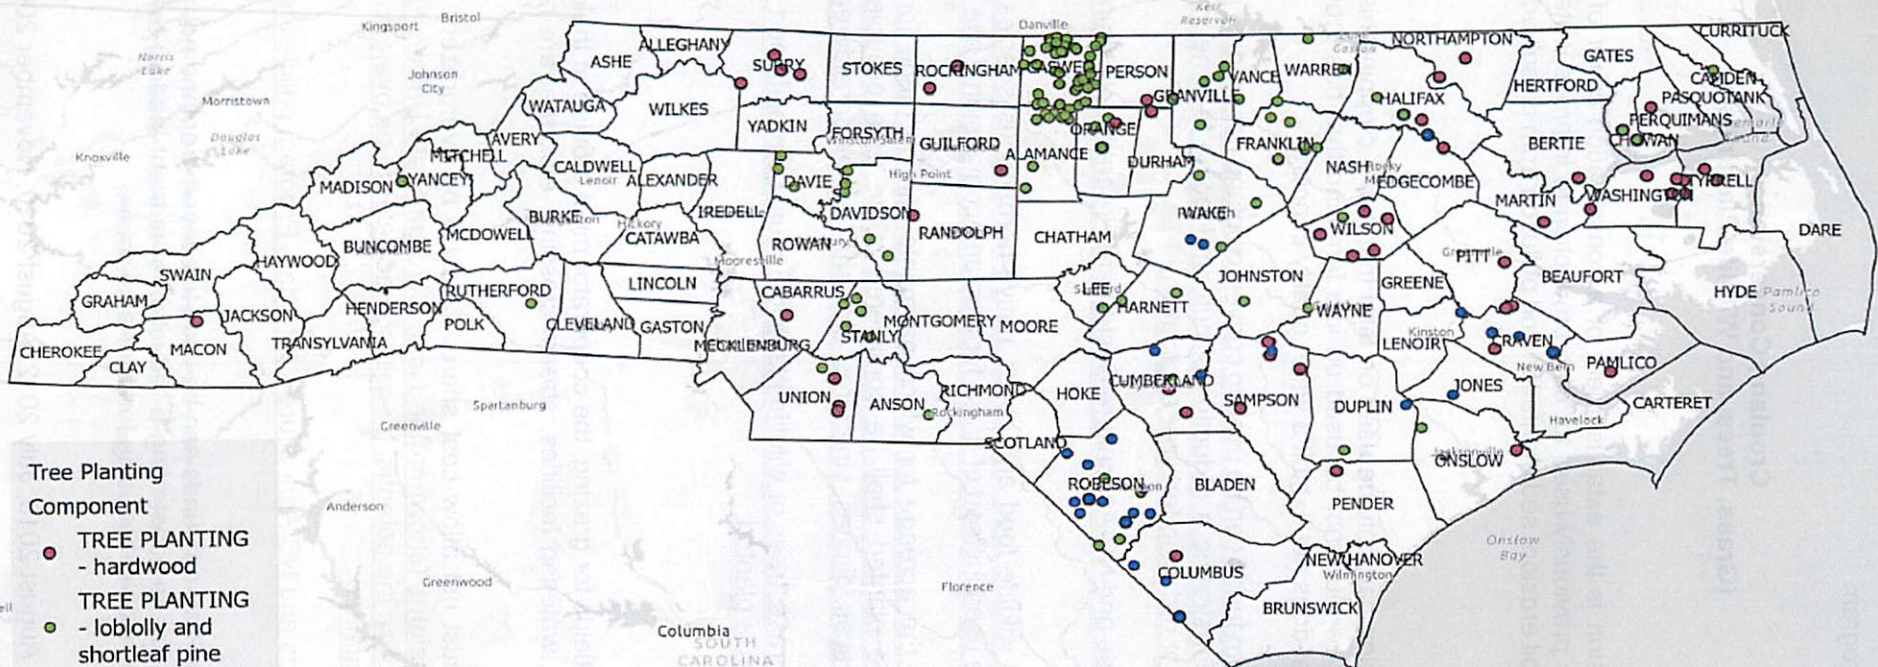 Kingsport
Bristol
Danville
Kerr
Reservoir
Norris
Lake
Johnson
City
Morristown
Douglas
Lake
Knoxville
ALLEGHANY
ASHE
SURRY
STOKES
ROCKINGHAM
CASWELL
PERSON
GRANVILLE
VANCE
WARREN
NORTHAMPTON
GATES
CURRITUCK
CAMDEN
HERTFORD
HALIFAX
PASQUOTANK
PERQUIMANS
CHOWAN
BERTIE
WATAUGA
WILKES
YADKIN
FORSYTH
GUILFORD
ALAMANCE
ORANGE
DURHAM
FRANKLIN
NASH
EDGECOMBE
AVERY
MITCHELL
CALDWELL
Lenoir
ALEXANDER
DAVIE
High Point
MADISON
YANCEY
IREDELL
DAVIDSON
RANDOLPH
CHATHAM
WAKE
WILSON
MARTIN
WASHINGTON
TYRRELL
DARE
BURKE
Hickory
CATAWBA
ROWAN
Mooresville
MCDOWELL
BUNCOMBE
HAYWOOD
SWAIN
GRAHAM
JACKSON
HENDERSON
RUTHERFORD
LINCOLN
CABARRUS
LEE
HARNETT
JOHNSTON
GREENE
PITT
BEAUFORT
HYDE
Pamlico
Sound
CHEROKEE
MACON
CLAY
TRANSYLVANIA
POLK
CLEVELAND
GASTON
MECKLENBURG
STANLY
MONTGOMERY
MOORE
WAYNE
Kinston
LENOIR
CRAVEN
New Bern
PAMLICO
UNION
ANSON
RICHMOND
Rockingham
HOKE
CUMBERLAND
SAMPSON
DUPLIN
JONES
CARTERET
Havelock
Spartanburg
Greenville
SCOTLAND
ROBESON
BLADEN
ONSLOW
PENDER
Onslow
Bay
Anderson
Greenwood
Florence
COLUMBUS
NEW HANOVER
Wilmington
BRUNSWICK
Columbia
SOUTH
CAROLINA
Tree Planting
Component
TREE PLANTING
- hardwood
TREE PLANTING
- loblolly and
shortleaf pine